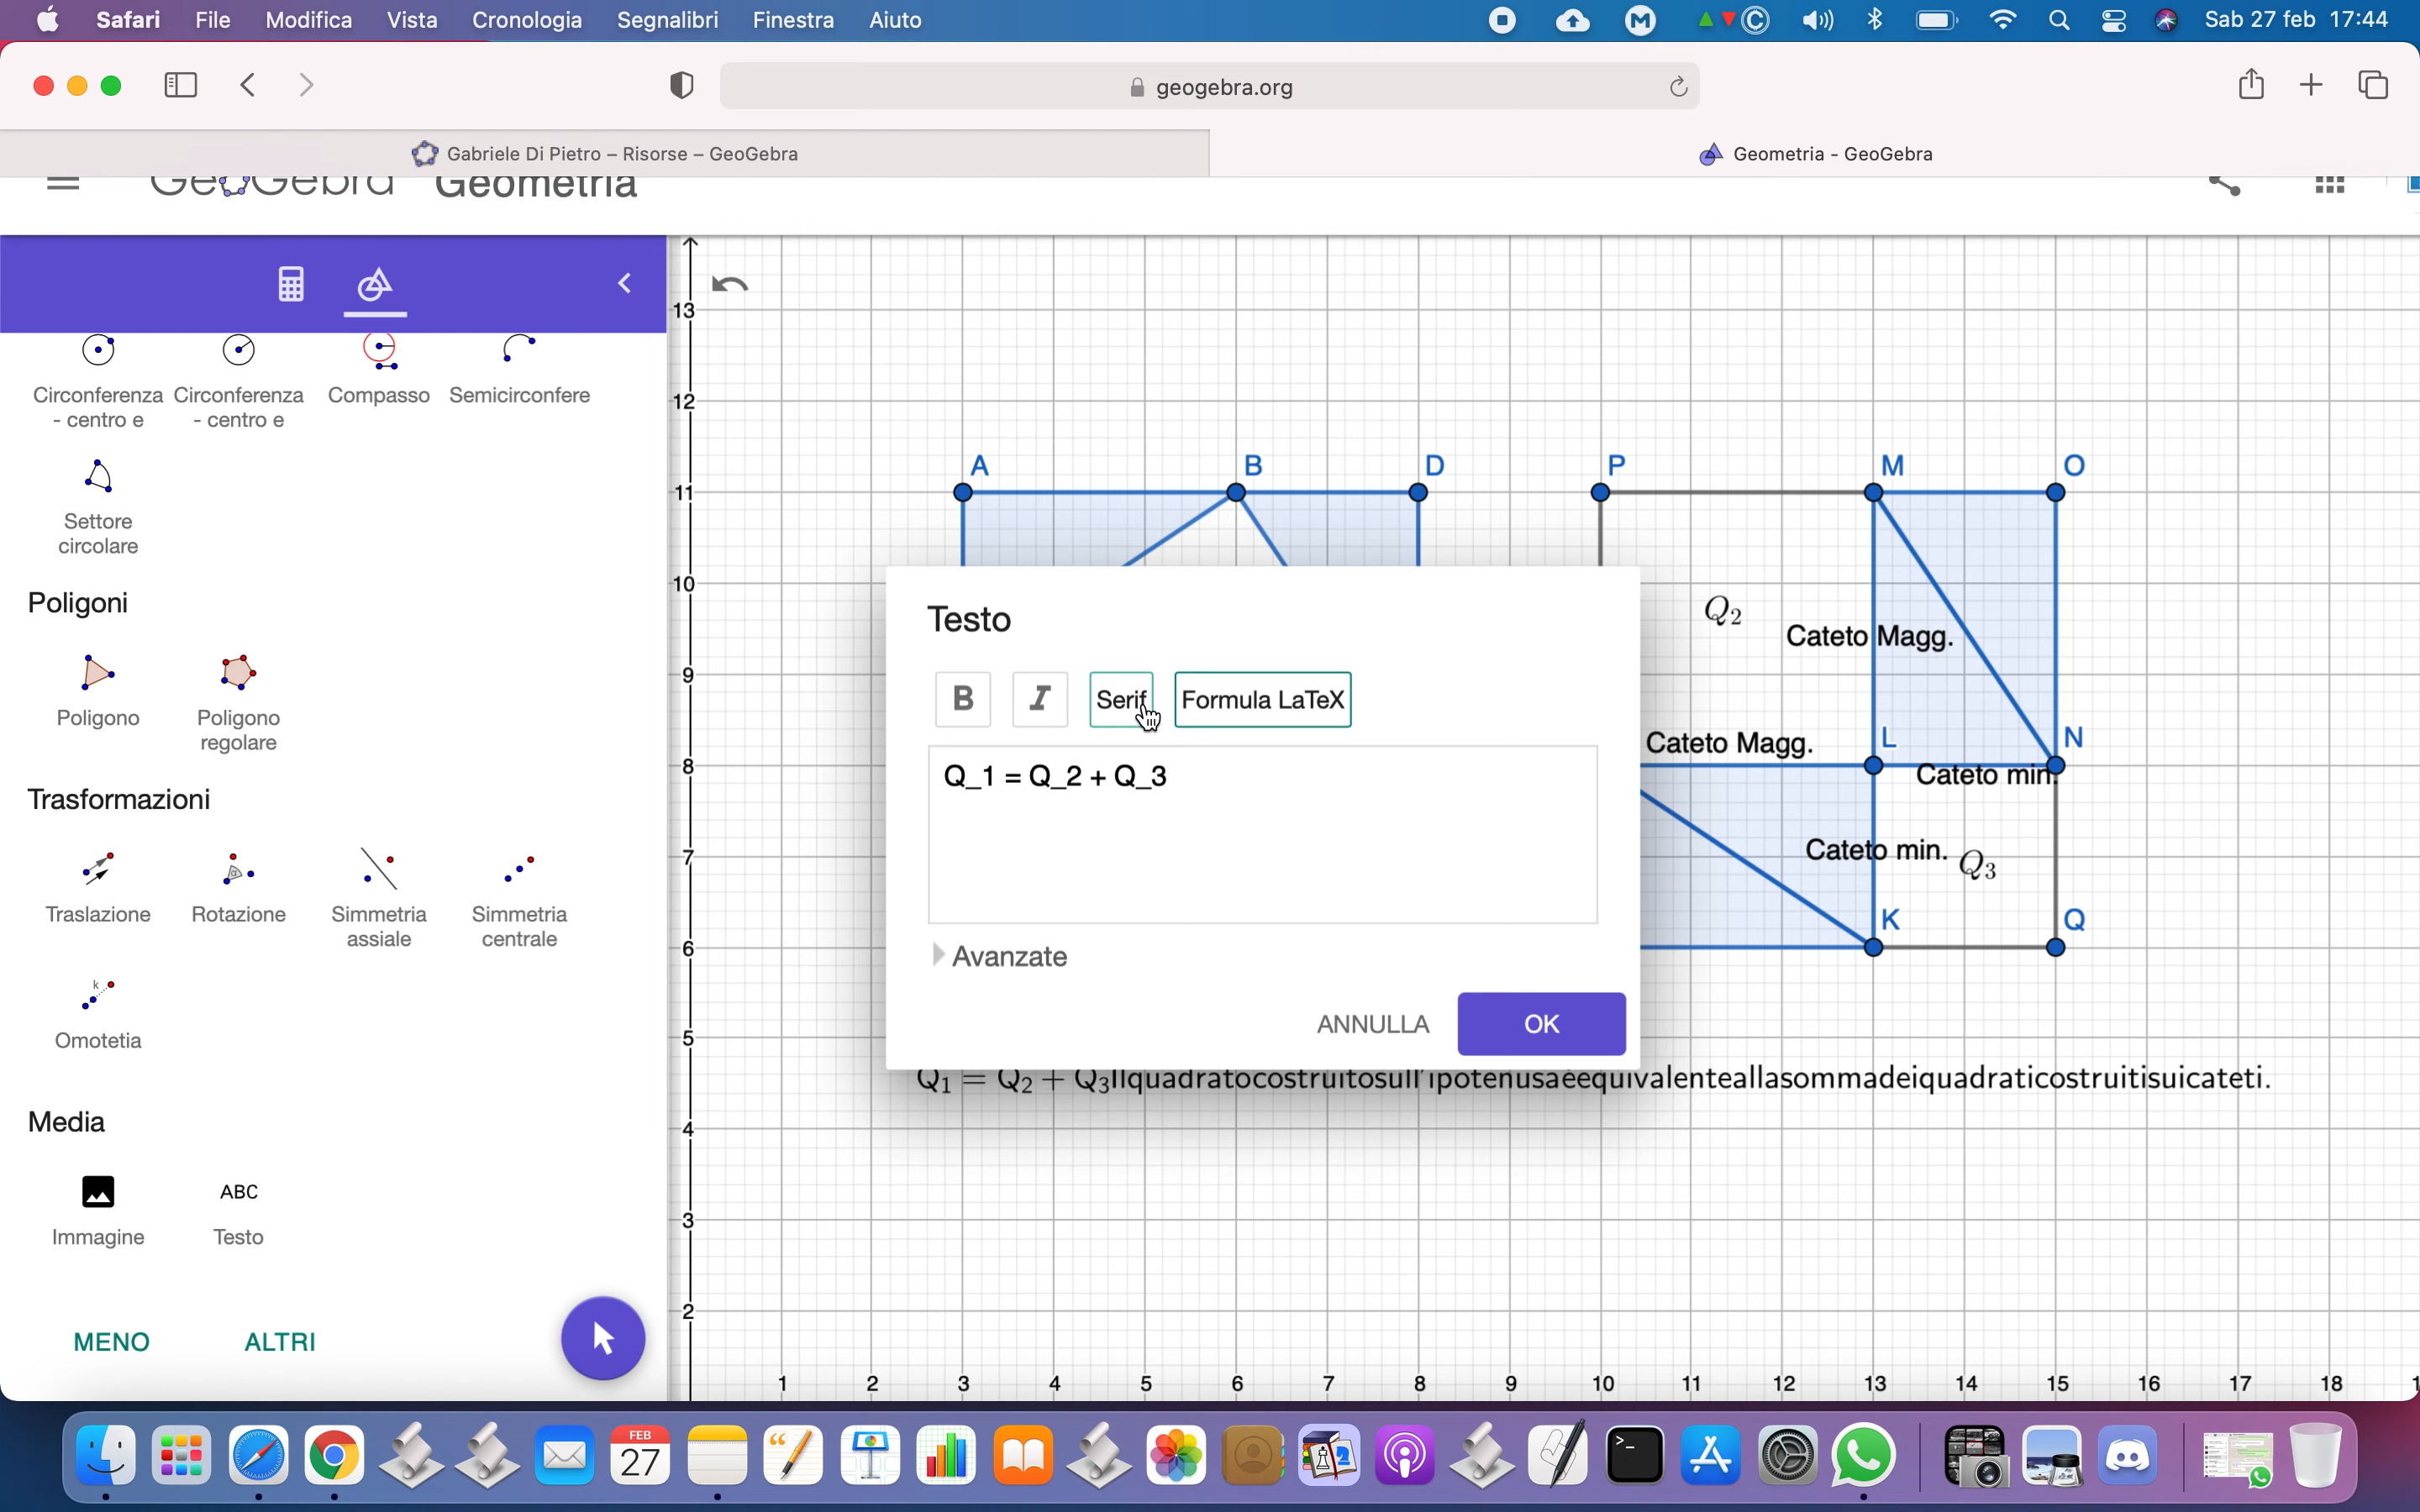 Safari File Modifica Vista Cronologia Segnalibri Finestra Aiuto Sab 27 feb 17:44
geogebra.org
Gabriele Di Pietro – Risorse – GeoGebra
Geometria - GeoGebra
GeoGebra Geometria
Circonferenza - centro e
Circonferenza - centro e
Compasso
Semicirconfere
Settore circolare
Poligoni
Poligono
Poligono regolare
Trasformazioni
Traslazione
Rotazione
Simmetria assiale
Simmetria centrale
k
Omotetia
Media
Immagine
ABC
Testo
MENO ALTRI
13
12
11
10
9
8
7
6
5
4
3
2
A B D P M O
Q₂
Cateto Magg.
Cateto Magg.
L N
Cateto min.
Cateto min. Q₃
K Q
Testo
B I Serif Formula LaTeX
Q_1 = Q_2 + Q_3
Avanzate
ANNULLA OK
Q₁ = Q₂ + Q₃Ilquadratocostruitosull'ipotenusaèequivalenteallasommadeiquadraticostruitisuicateti.
1 2 3 4 5 6 7 8 9 10 11 12 13 14 15 16 17 18
FEB
27